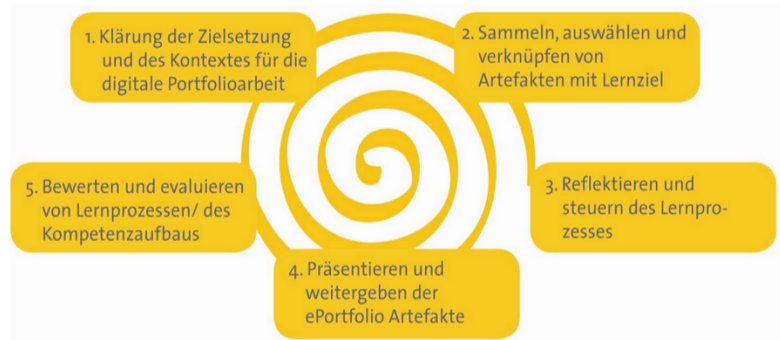 1. Klärung der Zielsetzung
und des Kontextes für die
digitale Portfolioarbeit
2. Sammeln, auswählen und
verknüpfen von
Artefakten mit Lernziel
3. Reflektieren und
steuern des Lernpro-
zesses
4. Präsentieren und
weitergeben der
ePortfolio Artefakte
5. Bewerten und evaluieren
von Lernprozessen/ des
Kompetenzaufbaus